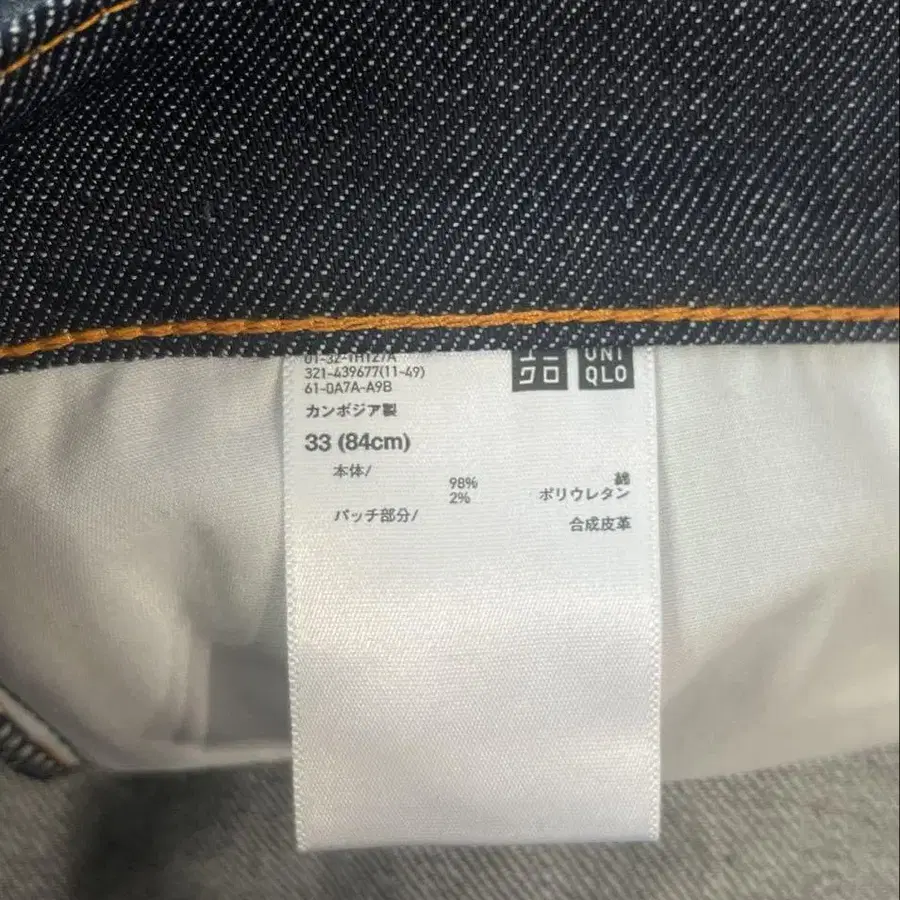 01-32-1H127A
321-439677(11-49)
61-0A7A-A9B
カンボジア製
33 (84cm)
本体/
98% 綿
2% ポリウレタン
パッチ部分/ 合成皮革
ユニ
クロ
UNI
QLO